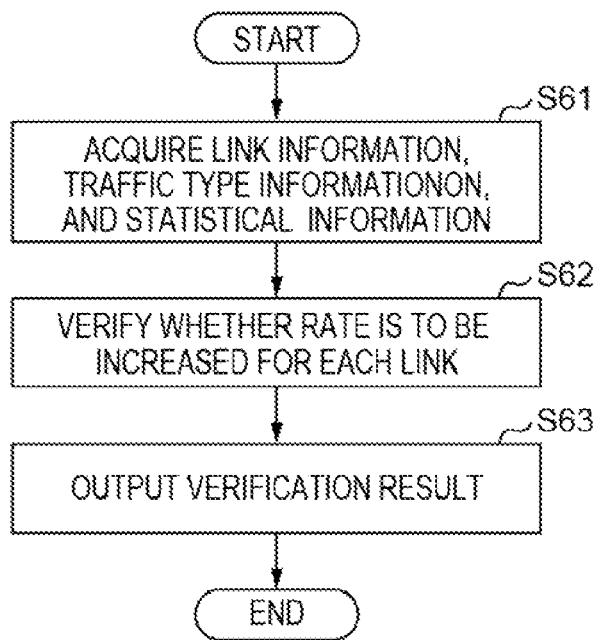 START
S61
ACQUIRE LINK INFORMATION,
TRAFFIC TYPE INFORMATIONON,
AND STATISTICAL INFORMATION
S62
VERIFY WHETHER RATE IS TO BE
INCREASED FOR EACH LINK
S63
OUTPUT VERIFICATION RESULT
END